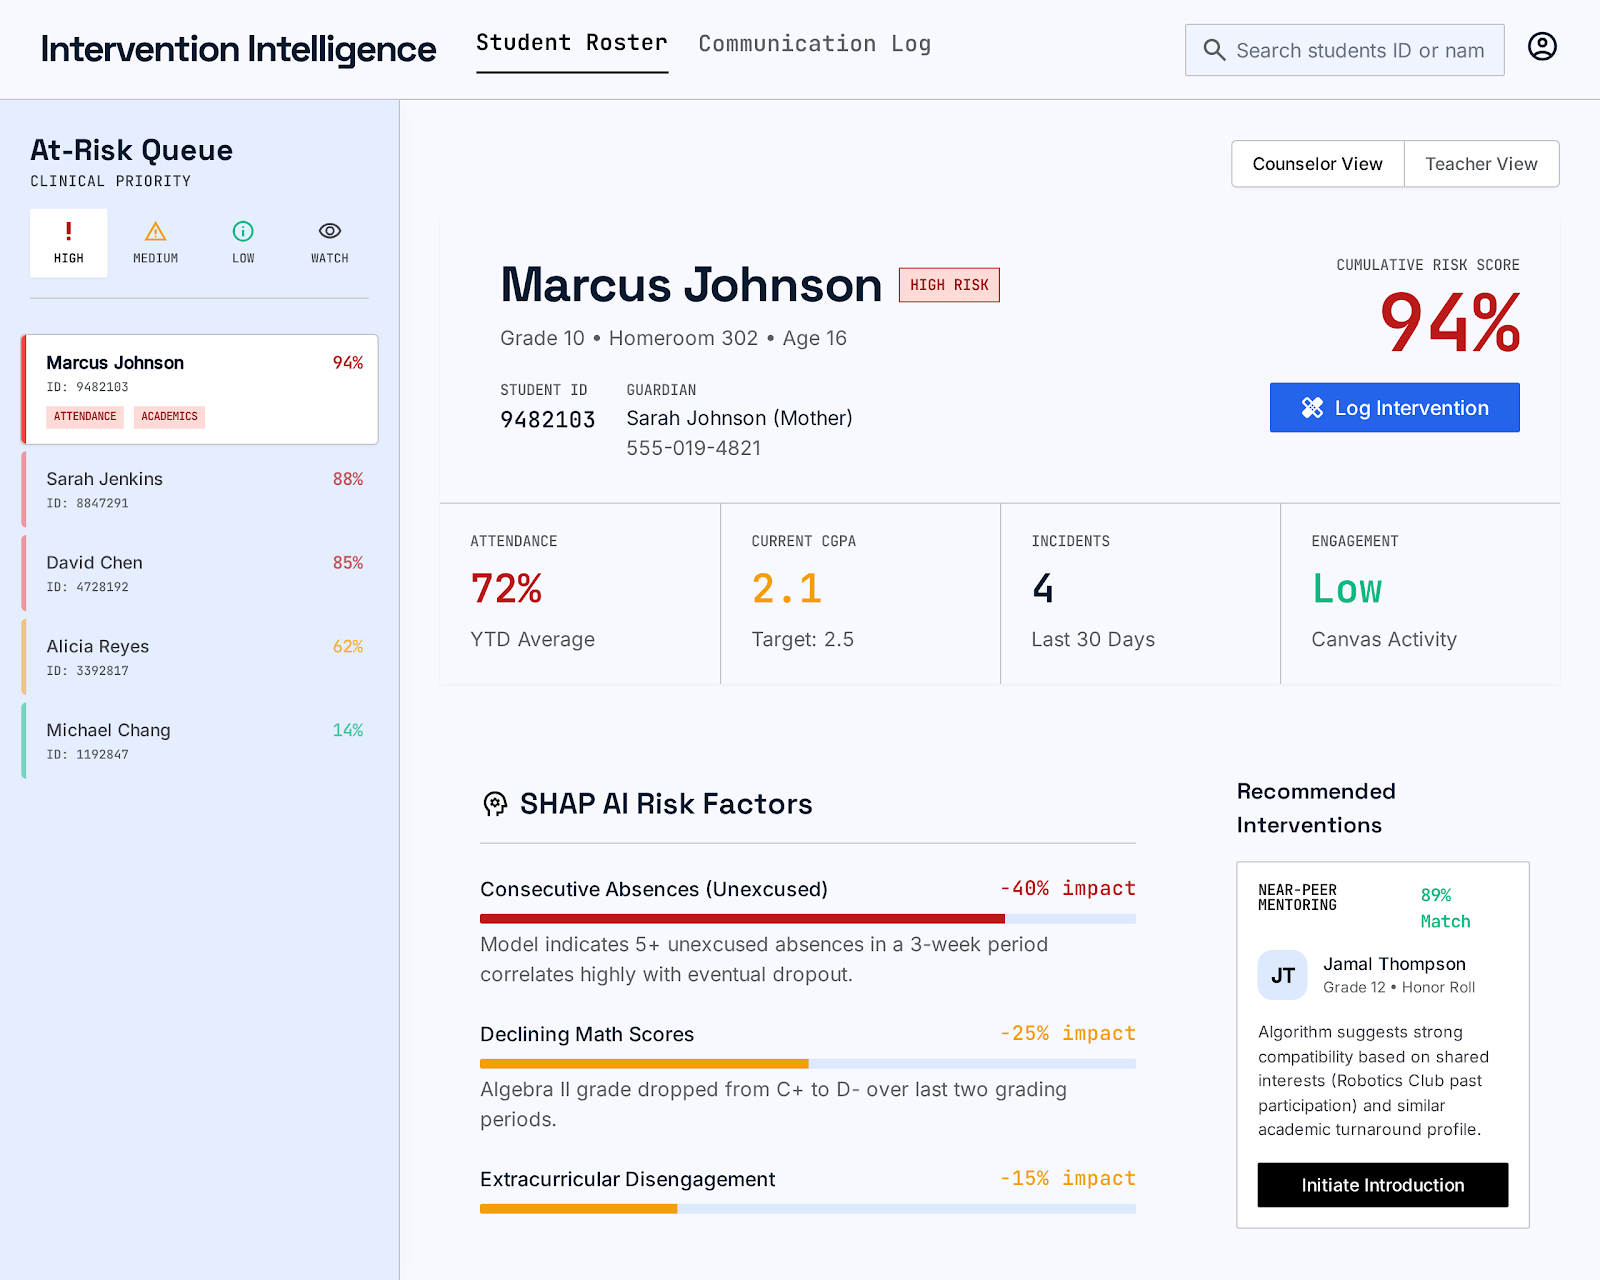 Intervention Intelligence
Student Roster
Communication Log
Search students ID or nam
At-Risk Queue
CLINICAL PRIORITY
HIGH
MEDIUM
LOW
WATCH
Marcus Johnson
94%
ID: 9482103
ATTENDANCE
ACADEMICS
Sarah Jenkins
88%
ID: 8847291
David Chen
85%
ID: 4728192
Alicia Reyes
62%
ID: 3392817
Michael Chang
14%
ID: 1192847
Counselor View
Teacher View
Marcus Johnson
HIGH RISK
Grade 10 • Homeroom 302 • Age 16
STUDENT ID
9482103
GUARDIAN
Sarah Johnson (Mother)
555-019-4821
CUMULATIVE RISK SCORE
94%
Log Intervention
ATTENDANCE
72%
YTD Average
CURRENT CGPA
2.1
Target: 2.5
INCIDENTS
4
Last 30 Days
ENGAGEMENT
Low
Canvas Activity
SHAP AI Risk Factors
Consecutive Absences (Unexcused)
-40% impact
Model indicates 5+ unexcused absences in a 3-week period
correlates highly with eventual dropout.
Declining Math Scores
-25% impact
Algebra II grade dropped from C+ to D- over last two grading
periods.
Extracurricular Disengagement
-15% impact
Recommended
Interventions
NEAR-PEER
MENTORING
89%
Match
JT
Jamal Thompson
Grade 12 • Honor Roll
Algorithm suggests strong
compatibility based on shared
interests (Robotics Club past
participation) and similar
academic turnaround profile.
Initiate Introduction